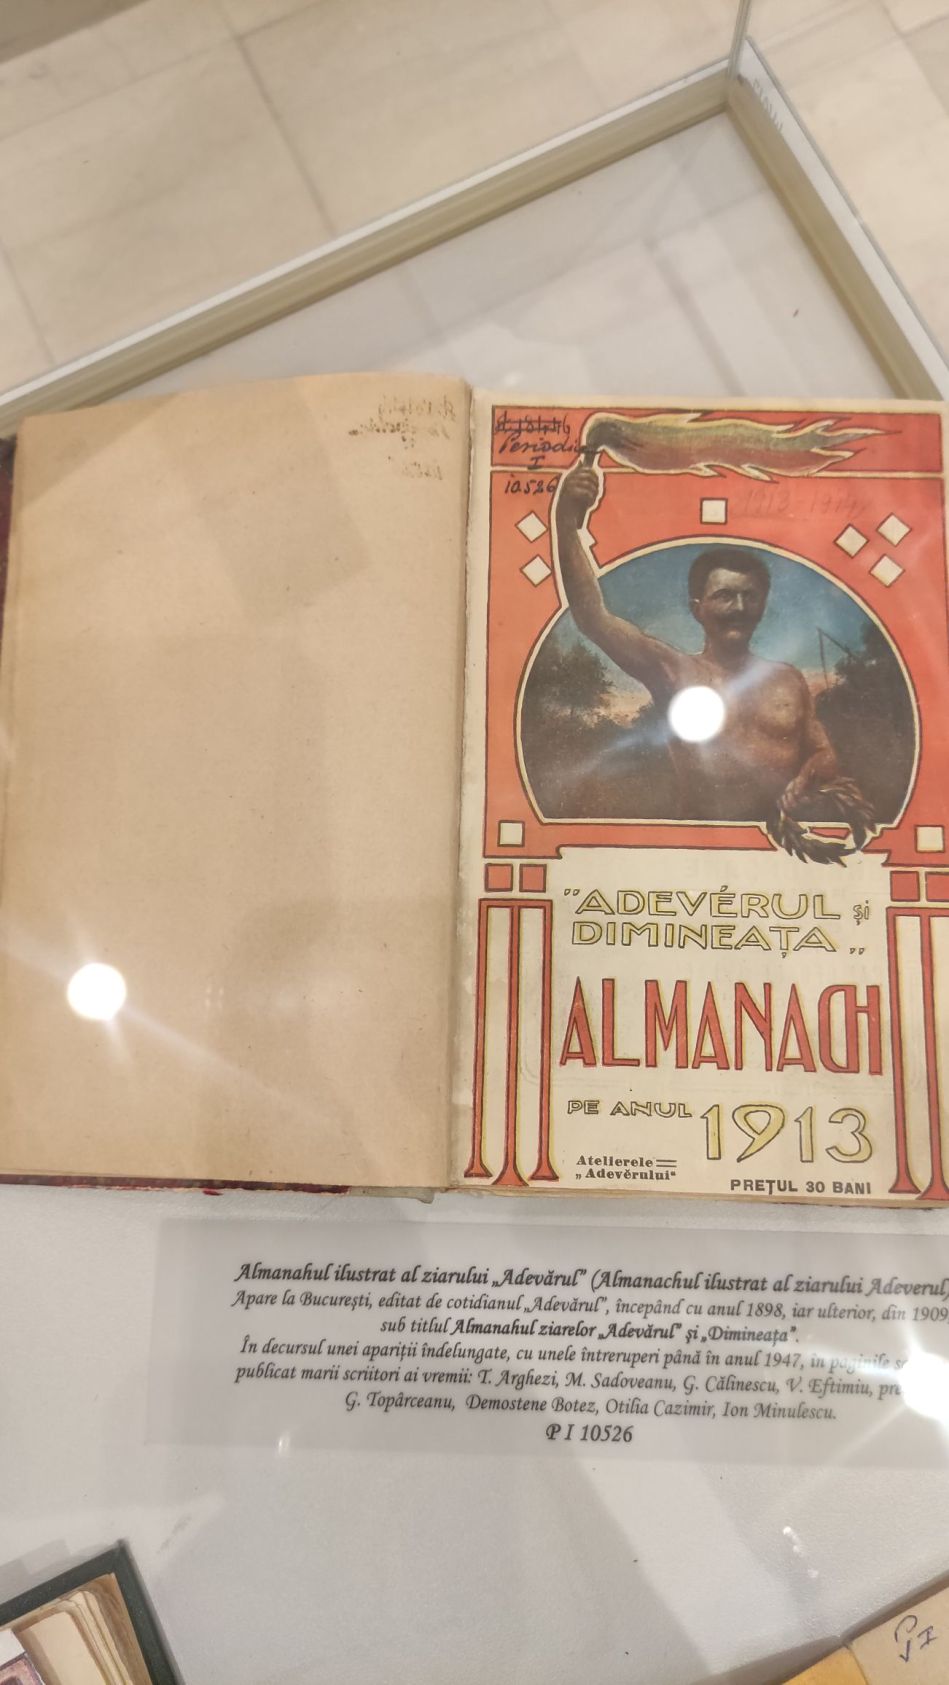 Periodic
I
10526
1913-1914
"ADEVÉRUL și
DIMINEAȚA„
ALMANACH
PE ANUL 1913
Atelierele
„Adevěrului“
PREȚUL 30 BANI
Almanahul ilustrat al ziarului „Adevărul” (Almanachul ilustrat al ziarului Adeverul)
Apare la București, editat de cotidianul „Adevărul”, începând cu anul 1898, iar ulterior, din 1909
sub titlul Almanahul ziarelor „Adevărul” și „Dimineața”.
În decursul unei apariții îndelungate, cu unele întreruperi până în anul 1947, în paginile
publicat marii scriitori ai vremii: T. Arghezi, M. Sadoveanu, G. Călinescu, V. Eftimiu,
G. Topârceanu, Demostene Botez, Otilia Cazimir, Ion Minulescu.
P I 10526
P I